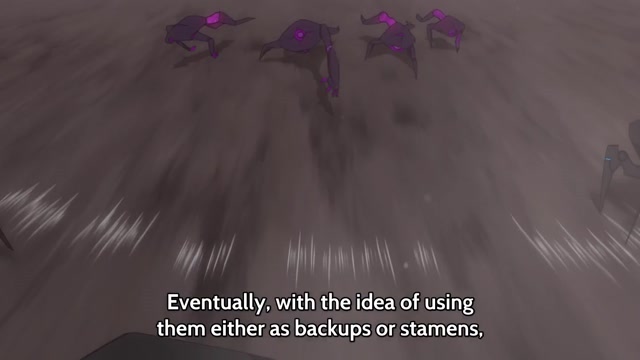 Eventually, with the idea of using
them either as backups or stamens,